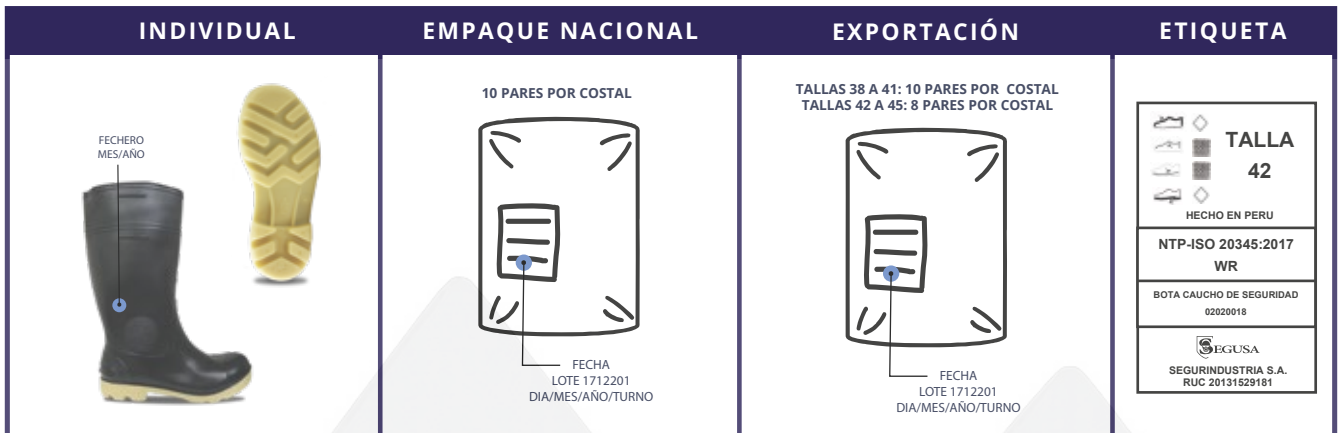 INDIVIDUAL
EMPAQUE NACIONAL
EXPORTACIÓN
ETIQUETA
FECHERO
MES/AÑO
10 PARES POR COSTAL
FECHA
LOTE 1712201
DIA/MES/AÑO/TURNO
TALLAS 38 A 41: 10 PARES POR COSTAL
TALLAS 42 A 45: 8 PARES POR COSTAL
FECHA
LOTE 1712201
DIA/MES/AÑO/TURNO
TALLA
42
HECHO EN PERU
NTP-ISO 20345:2017
WR
BOTA CAUCHO DE SEGURIDAD
02020018
SEGUSA
SEGURINDUSTRIA S.A.
RUC 20131529181